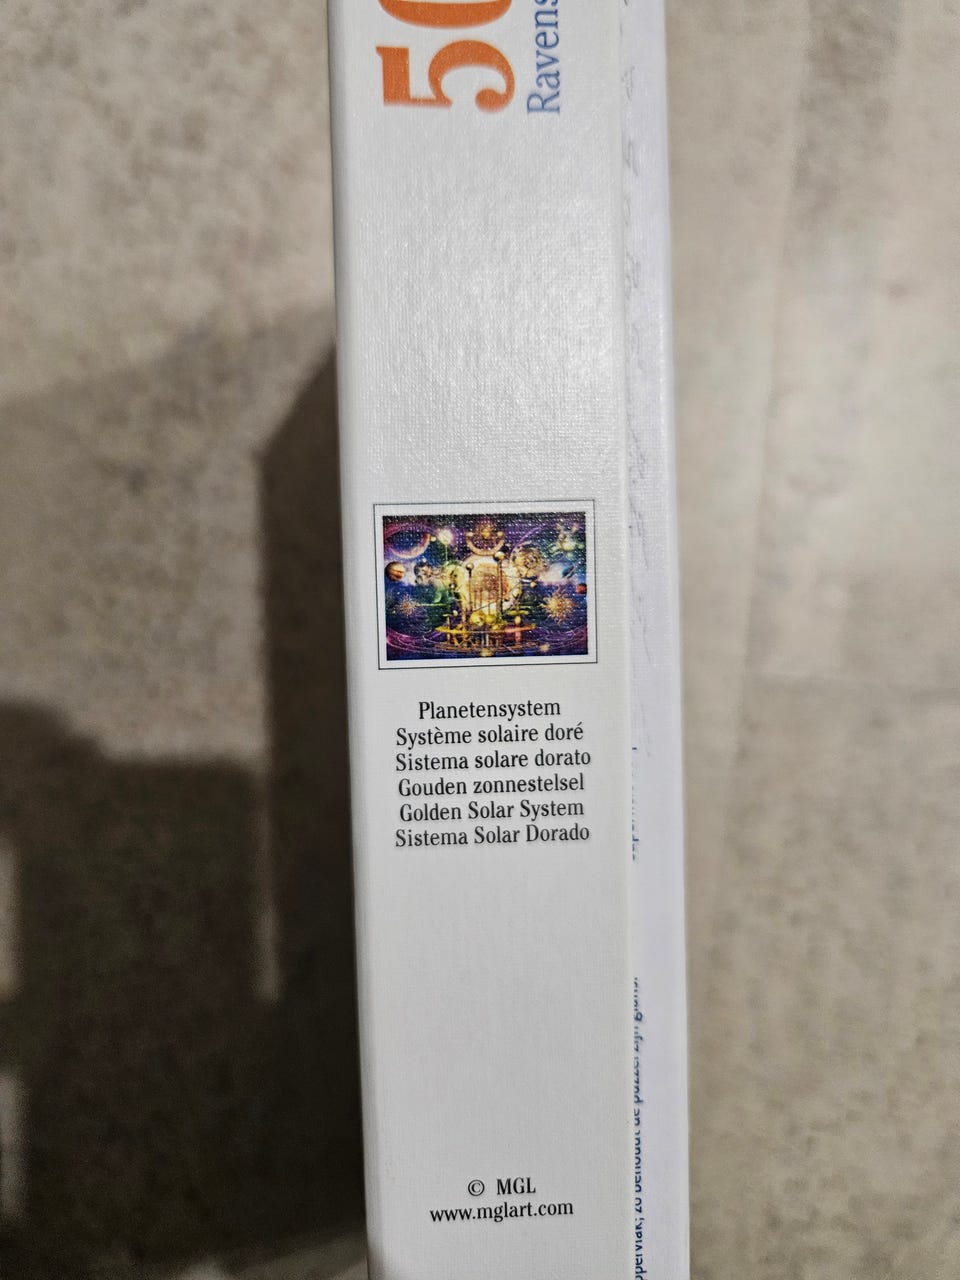 50
Ravens
Planetensystem
Système solaire doré
Sistema solare dorato
Gouden zonnestelsel
Golden Solar System
Sistema Solar Dorado
© MGL
www.mglart.com